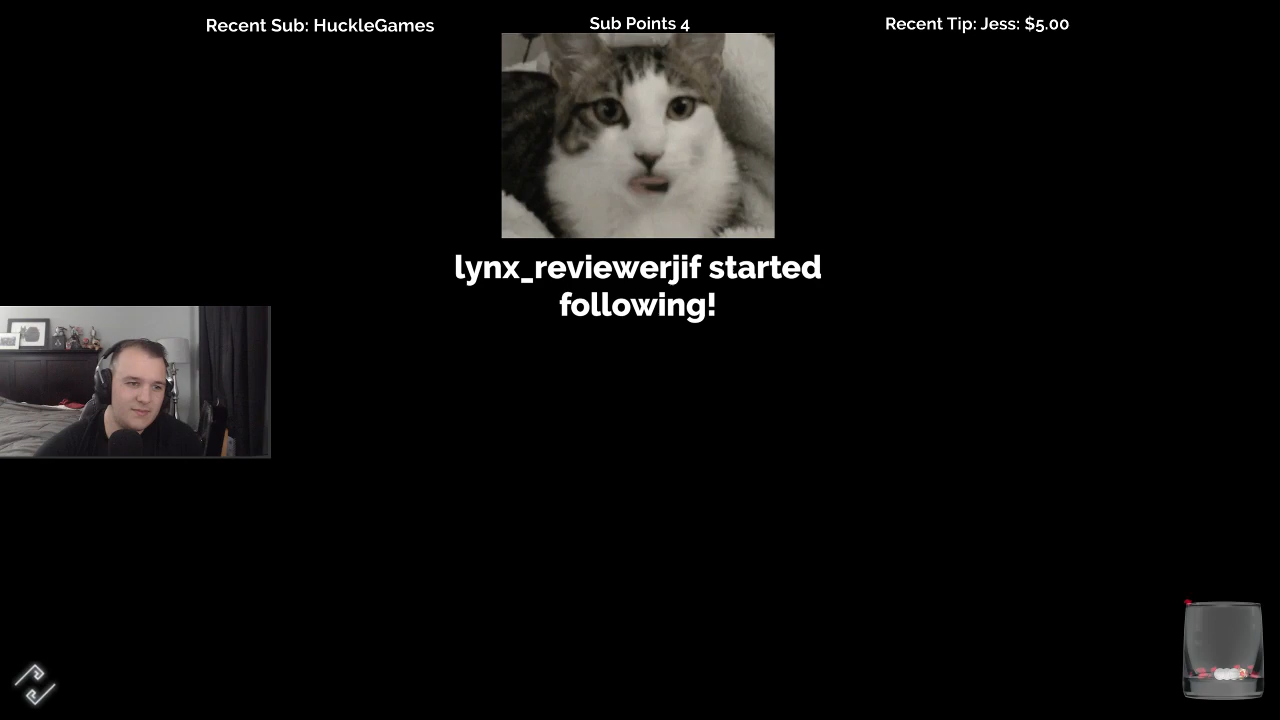 Recent Sub: HuckleGames
Sub Points 4
Recent Tip: Jess: $5.00
lynx_reviewerjif started
following!